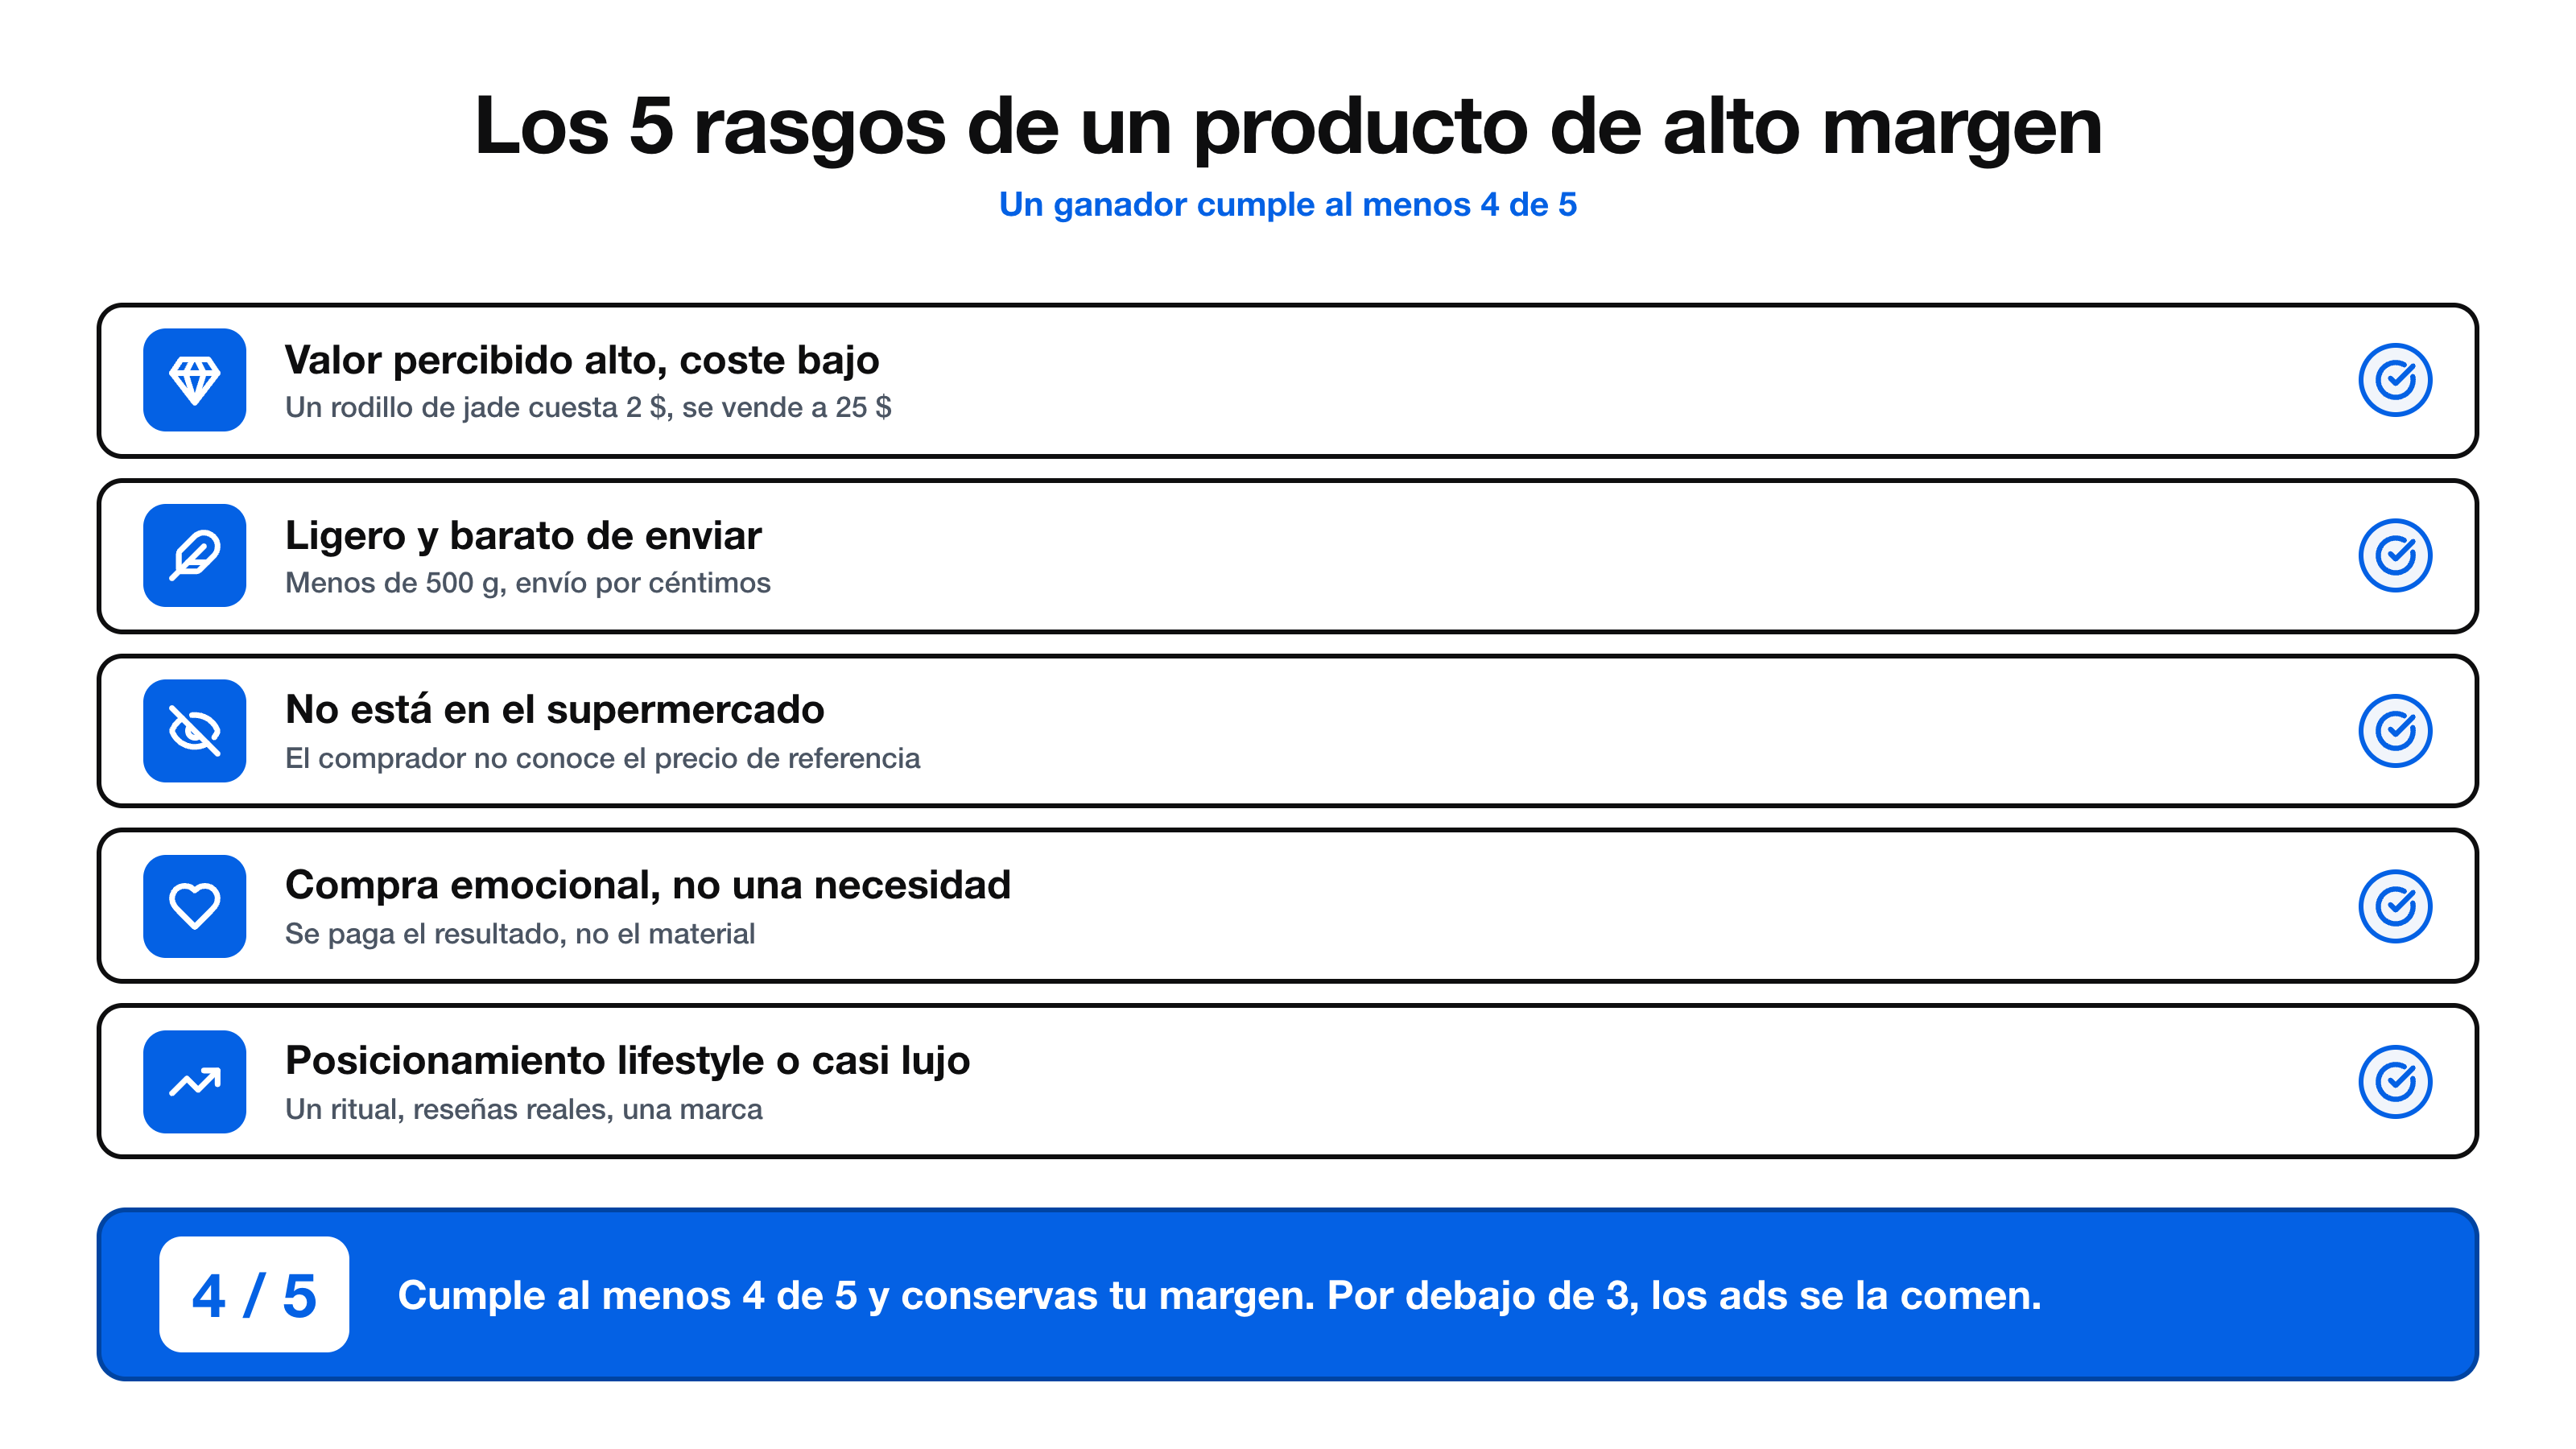 Los 5 rasgos de un producto de alto margen
Un ganador cumple al menos 4 de 5
Valor percibido alto, coste bajo
Un rodillo de jade cuesta 2 $, se vende a 25 $
Ligero y barato de enviar
Menos de 500 g, envío por céntimos
No está en el supermercado
El comprador no conoce el precio de referencia
Compra emocional, no una necesidad
Se paga el resultado, no el material
Posicionamiento lifestyle o casi lujo
Un ritual, reseñas reales, una marca
4 / 5
Cumple al menos 4 de 5 y conservas tu margen. Por debajo de 3, los ads se la comen.